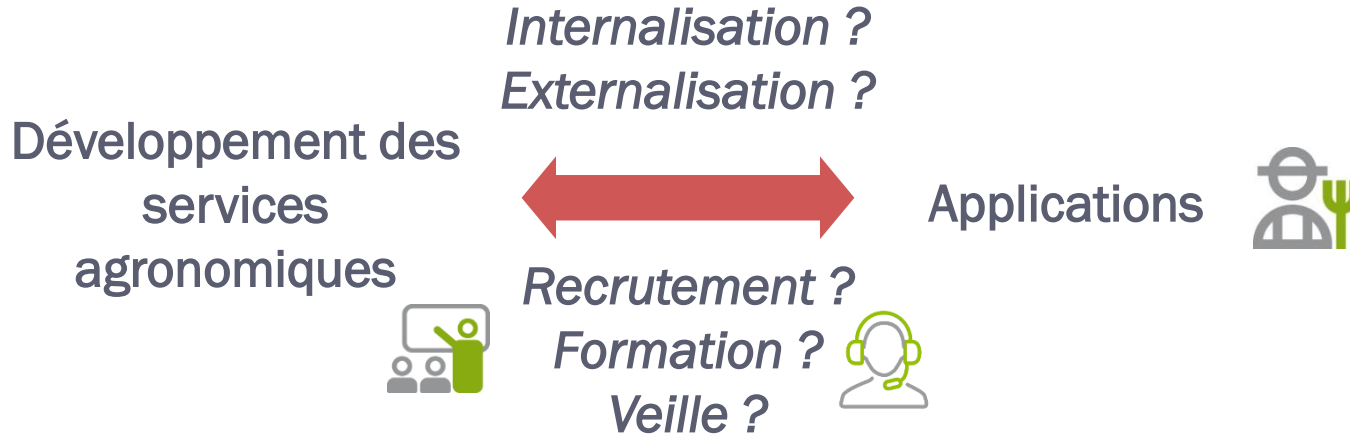 Internalisation ?
Externalisation ?
Développement des
services
agronomiques
Applications
Recrutement ?
Formation ?
Veille ?